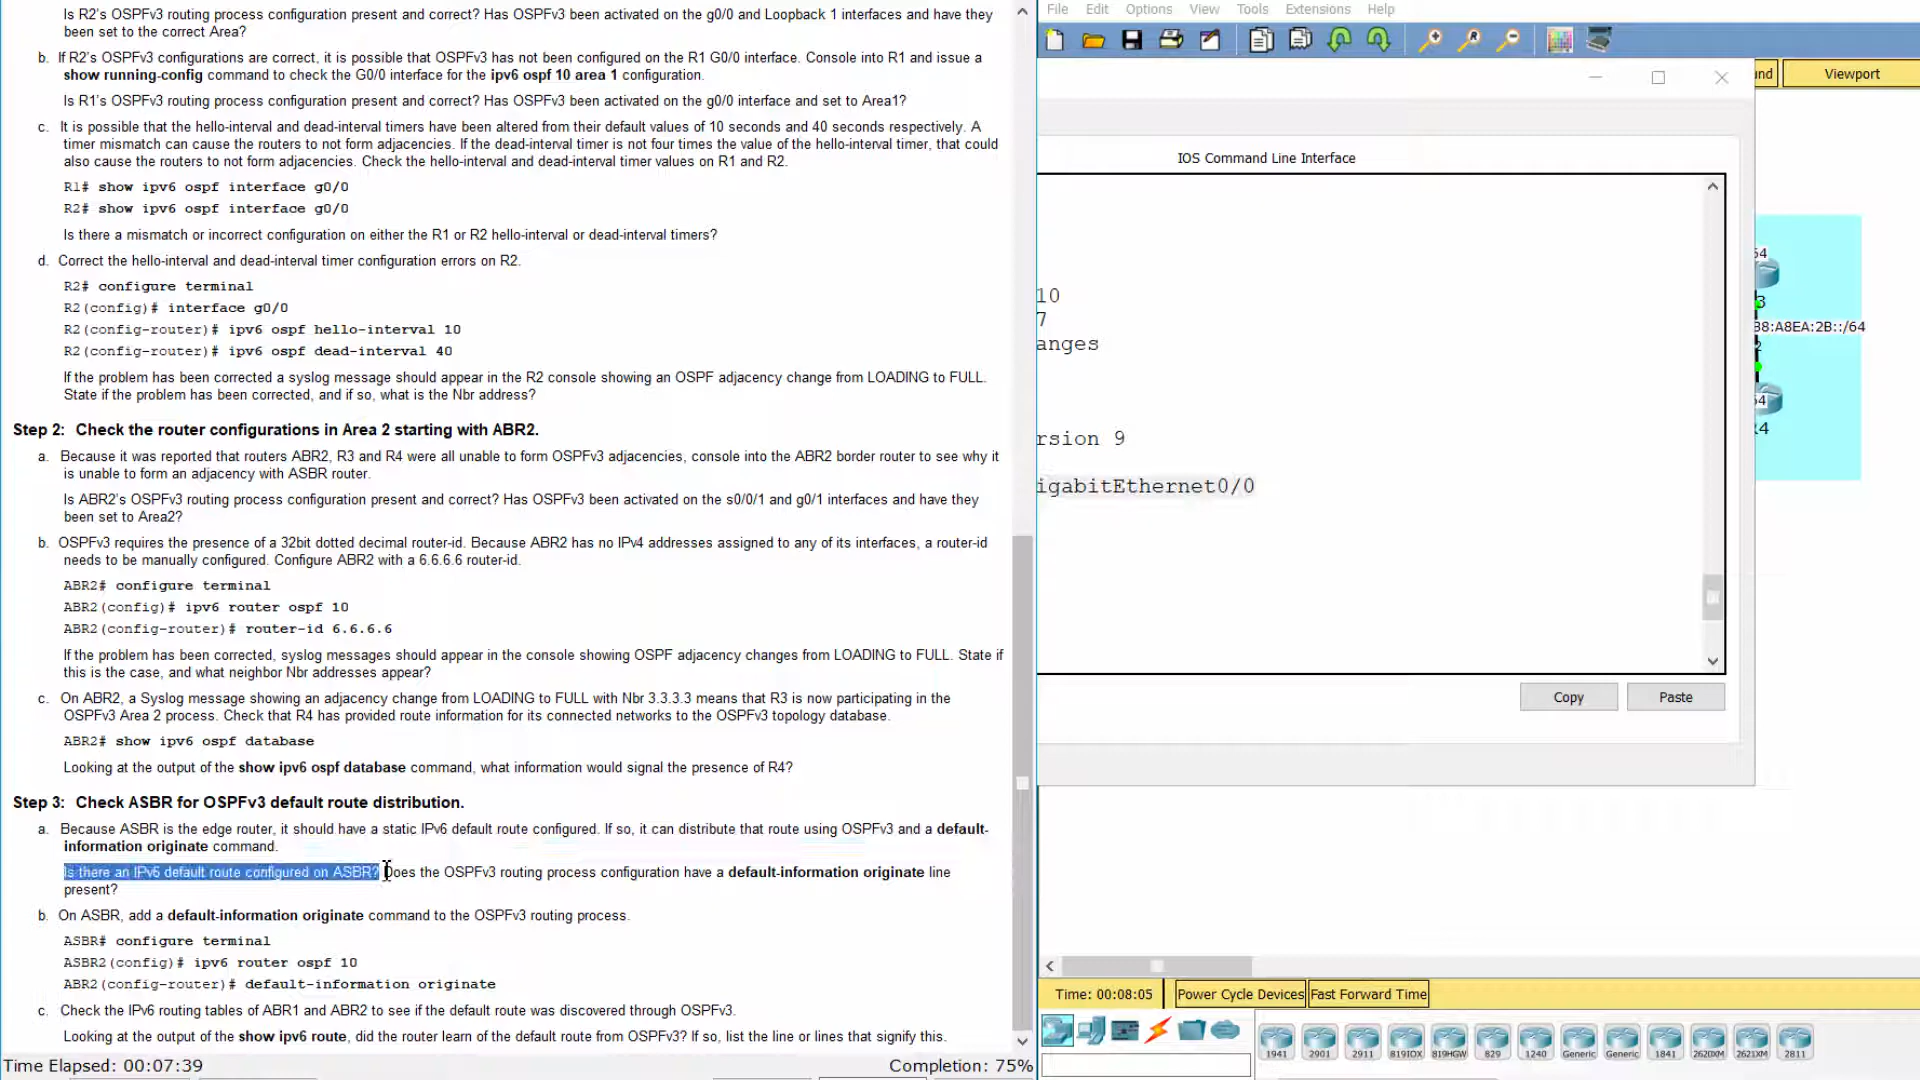 Is R2's OSPFv3 routing process configuration present and correct? Has OSPFv3 been activated on the g0/0 and Loopback 1 interfaces and have they
been set to the correct Area?
b. If R2's OSPFv3 configurations are correct, it is possible that OSPFv3 has not been configured on the R1 G0/0 interface. Console into R1 and issue a
show running-config command to check the G0/0 interface for the ipv6 ospf 10 area 1 configuration.
Is R1's OSPFv3 routing process configuration present and correct? Has OSPFv3 been activated on the g0/0 interface and set to Area1?
c. It is possible that the hello-interval and dead-interval timers have been altered from their default values of 10 seconds and 40 seconds respectively. A
timer mismatch can cause the routers to not form adjacencies. If the dead-interval timer is not four times the value of the hello-interval timer, that could
also cause the routers to not form adjacencies. Check the hello-interval and dead-interval timer values on R1 and R2.
R1# show ipv6 ospf interface g0/0
R2# show ipv6 ospf interface g0/0
Is there a mismatch or incorrect configuration on either the R1 or R2 hello-interval or dead-interval timers?
d. Correct the hello-interval and dead-interval timer configuration errors on R2.
R2# configure terminal
R2(config)# interface g0/0
R2(config-router)# ipv6 ospf hello-interval 10
R2(config-router)# ipv6 ospf dead-interval 40
If the problem has been corrected a syslog message should appear in the R2 console showing an OSPF adjacency change from LOADING to FULL.
State if the problem has been corrected, and if so, what is the Nbr address?
Step 2: Check the router configurations in Area 2 starting with ABR2.
a. Because it was reported that routers ABR2, R3 and R4 were all unable to form OSPFv3 adjacencies, console into the ABR2 border router to see why it
is unable to form an adjacency with ASBR router.
Is ABR2's OSPFv3 routing process configuration present and correct? Has OSPFv3 been activated on the s0/0/1 and g0/1 interfaces and have they
been set to Area2?
b. OSPFv3 requires the presence of a 32bit dotted decimal router-id. Because ABR2 has no IPv4 addresses assigned to any of its interfaces, a router-id
needs to be manually configured. Configure ABR2 with a 6.6.6.6 router-id.
ABR2# configure terminal
ABR2(config)# ipv6 router ospf 10
ABR2(config-router)# router-id 6.6.6.6
If the problem has been corrected, syslog messages should appear in the console showing OSPF adjacency changes from LOADING to FULL. State if
this is the case, and what neighbor Nbr addresses appear?
c. On ABR2, a Syslog message showing an adjacency change from LOADING to FULL with Nbr 3.3.3.3 means that R3 is now participating in the
OSPFv3 Area 2 process. Check that R4 has provided route information for its connected networks to the OSPFv3 topology database.
ABR2# show ipv6 ospf database
Looking at the output of the show ipv6 ospf database command, what information would signal the presence of R4?
Step 3: Check ASBR for OSPFv3 default route distribution.
a. Because ASBR is the edge router, it should have a static IPv6 default route configured. If so, it can distribute that route using OSPFv3 and a default-
information originate command.
Is there an IPv6 default route configured on ASBR? Does the OSPFv3 routing process configuration have a default-information originate line
present?
b. On ASBR, add a default-information originate command to the OSPFv3 routing process.
ASBR# configure terminal
ASBR2(config)# ipv6 router ospf 10
ABR2(config-router)# default-information originate
c. Check the IPv6 routing tables of ABR1 and ABR2 to see if the default route was discovered through OSPFv3.
Looking at the output of the show ipv6 route, did the router learn of the default route from OSPFv3? If so, list the line or lines that signify this.
Time Elapsed: 00:07:39
Completion: 75%
File Edit Options View Tools Extensions Help
nd
Viewport
IOS Command Line Interface
10
7
anges
rsion 9
igabitEthernet0/0
Copy
Paste
64
3
B8:A8EA:2B::/64
2
64
R4
Time: 00:08:05
Power Cycle Devices
Fast Forward Time
1941
2901
2911
819IOX
819HGW
829
1240
Generic
Generic
1841
2620XM
2621XM
2811